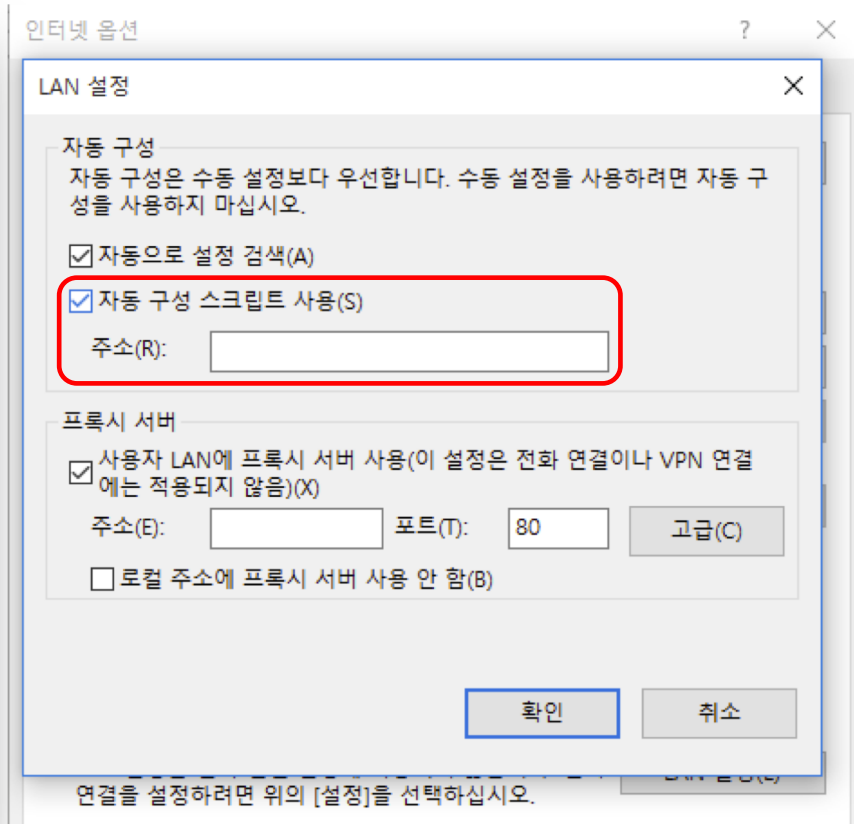 인터넷 옵션 ?
LAN 설정
자동 구성
자동 구성은 수동 설정보다 우선합니다. 수동 설정을 사용하려면 자동 구
성을 사용하지 마십시오.
자동으로 설정 검색(A)
자동 구성 스크립트 사용(S)
주소(R):
프록시 서버
사용자 LAN에 프록시 서버 사용(이 설정은 전화 연결이나 VPN 연결
에는 적용되지 않음)(X)
주소(E): 포트(T): 80 고급(C)
로컬 주소에 프록시 서버 사용 안 함(B)
확인 취소
연결을 설정하려면 위의 [설정]을 선택하십시오.